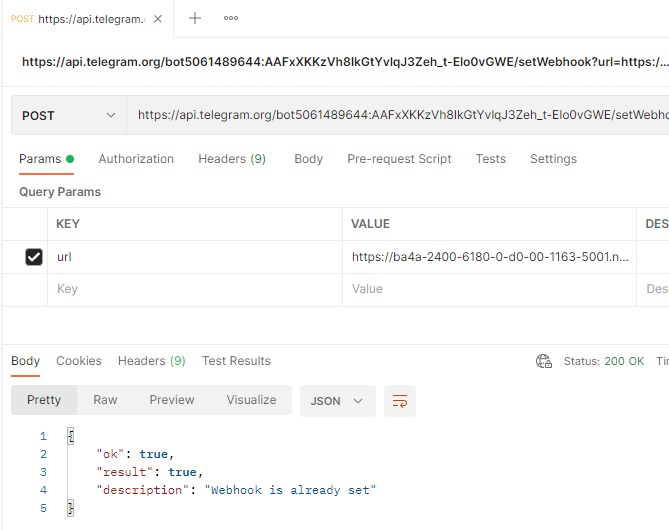 POST https://api.telegram.
https://api.telegram.org/bot5061489644:AAFxXKKzVh8IkGtYvlqJ3Zeh_t-Elo0vGWE/setWebhook?url=https:/...
POST https://api.telegram.org/bot5061489644:AAFxXKKzVh8IkGtYvlqJ3Zeh_t-Elo0vGWE/setWebho
Params Authorization Headers (9) Body Pre-request Script Tests Settings
Query Params
KEY VALUE DES
url https://ba4a-2400-6180-0-d0-00-1163-5001.n...
Key Value Des
Body Cookies Headers (9) Test Results Status: 200 OK Tir
Pretty Raw Preview Visualize JSON
1 {
2 "ok": true,
3 "result": true,
4 "description": "Webhook is already set"
5 }